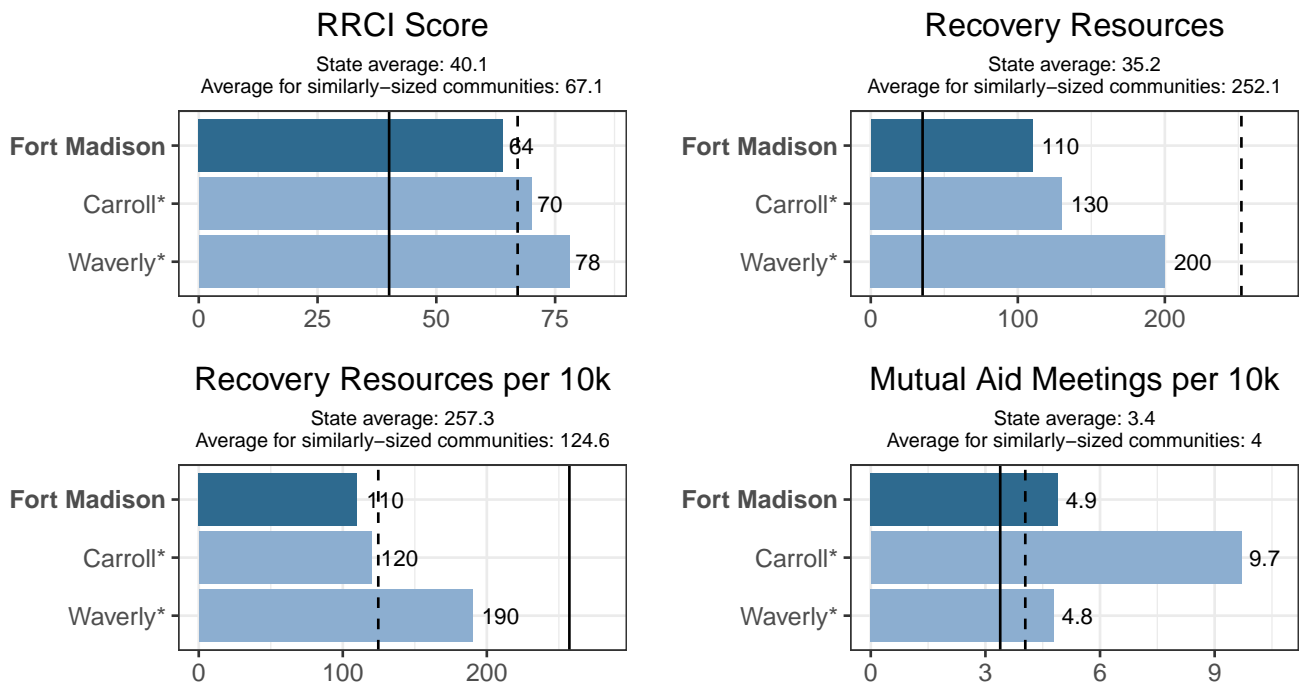 RRCI Score
State average: 40.1
Average for similarly−sized communities: 67.1
Fort Madison
64
Carroll*
70
Waverly*
78
0 25 50 75
Recovery Resources
State average: 35.2
Average for similarly−sized communities: 252.1
Fort Madison
110
Carroll*
130
Waverly*
200
0 100 200
Recovery Resources per 10k
State average: 257.3
Average for similarly−sized communities: 124.6
Fort Madison
110
Carroll*
120
Waverly*
190
0 100 200
Mutual Aid Meetings per 10k
State average: 3.4
Average for similarly−sized communities: 4
Fort Madison
4.9
Carroll*
9.7
Waverly*
4.8
0 3 6 9